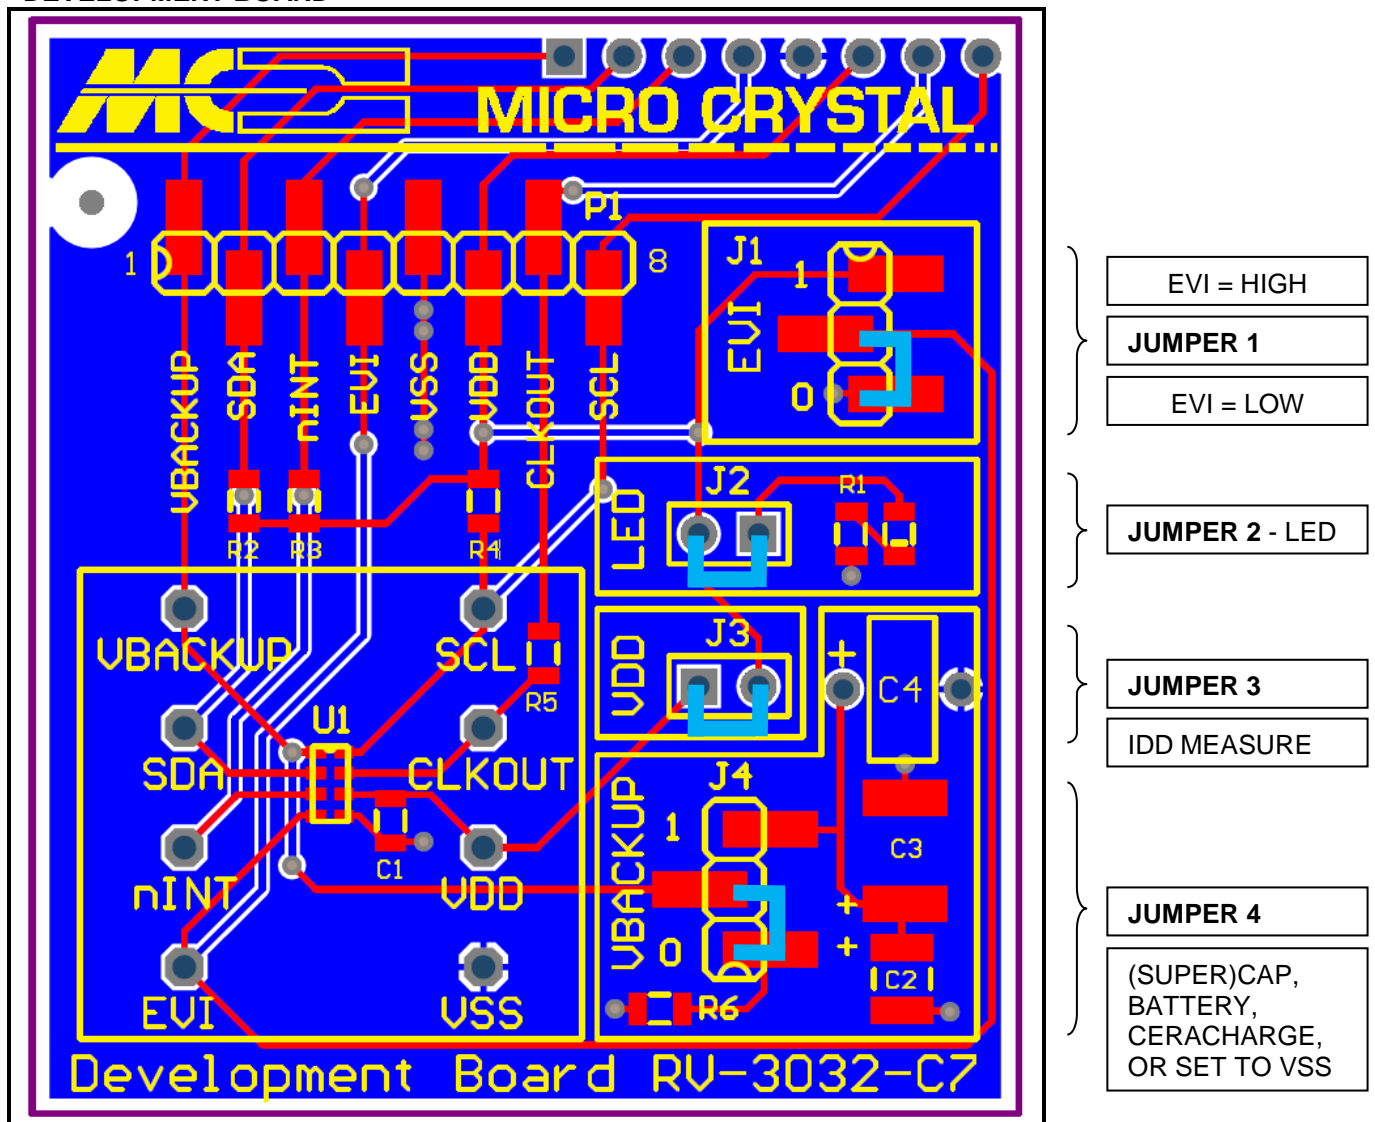 DEVELOPMENT BOARD
MC
MICRO CRYSTAL
P1
1
8
VBACKUP
SDA
nINT
EVI
VSS
VDD
CLKOUT
SCL
J1
1
EVI
0
EVI = HIGH
JUMPER 1
EVI = LOW
R2
R3
R4
J2
LED
R1
JUMPER 2 - LED
VBACKUP
SCL
R5
J3
VDD
+
C4
JUMPER 3
IDD MEASURE
U1
SDA
CLKOUT
C1
nINT
VDD
EVI
VSS
J4
VBACKUP
1
0
R6
C3
+
+
C2
JUMPER 4
(SUPER)CAP,
BATTERY,
CERACHARGE,
OR SET TO VSS
Development Board RV-3032-C7